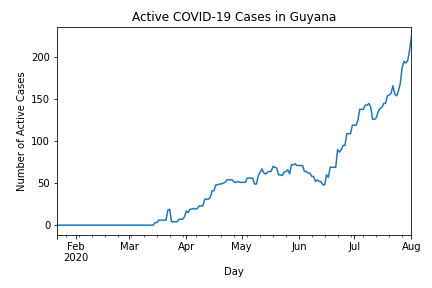 Active COVID-19 Cases in Guyana
Number of Active Cases
200
150
100
50
0
Feb Mar Apr May Jun Jul Aug
2020
Day